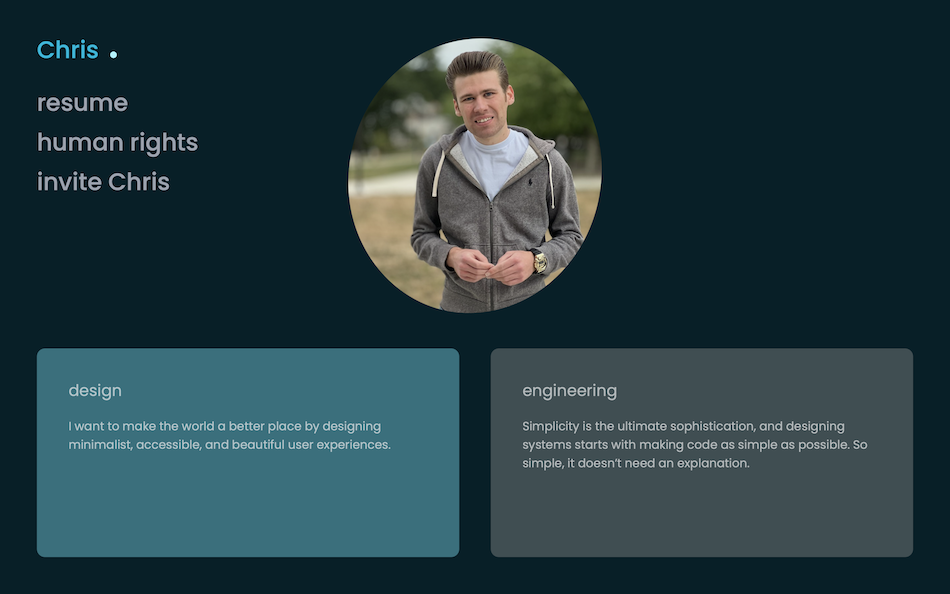 Chris .
resume
human rights
invite Chris
design
I want to make the world a better place by designing
minimalist, accessible, and beautiful user experiences.
engineering
Simplicity is the ultimate sophistication, and designing
systems starts with making code as simple as possible. So
simple, it doesn’t need an explanation.